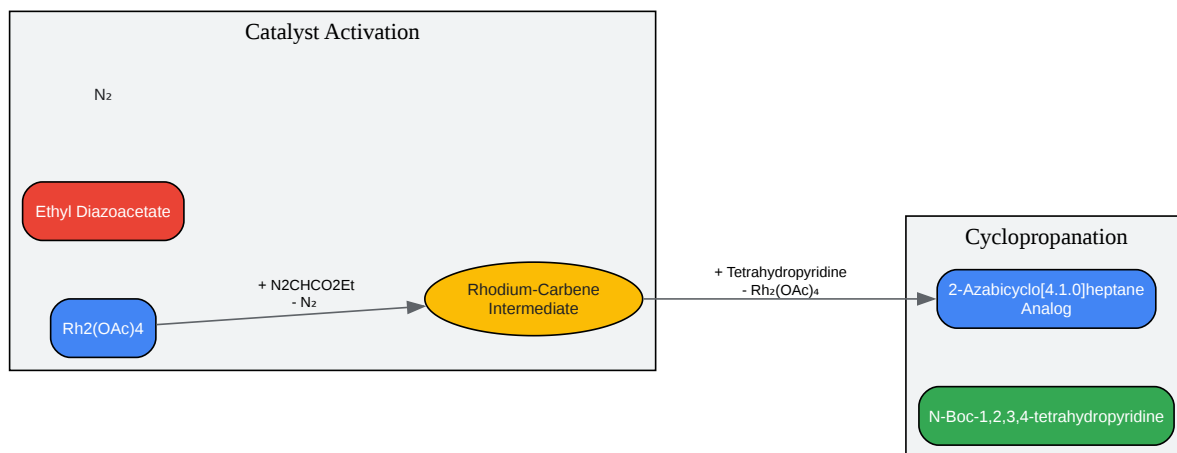 Catalyst Activation
N₂
Ethyl Diazoacetate
Rh2(OAc)4
+ N2CHCO2Et
- N₂
Rhodium-Carbene
Intermediate
+ Tetrahydropyridine
- Rh₂(OAc)₄
Cyclopropanation
2-Azabicyclo[4.1.0]heptane
Analog
N-Boc-1,2,3,4-tetrahydropyridine